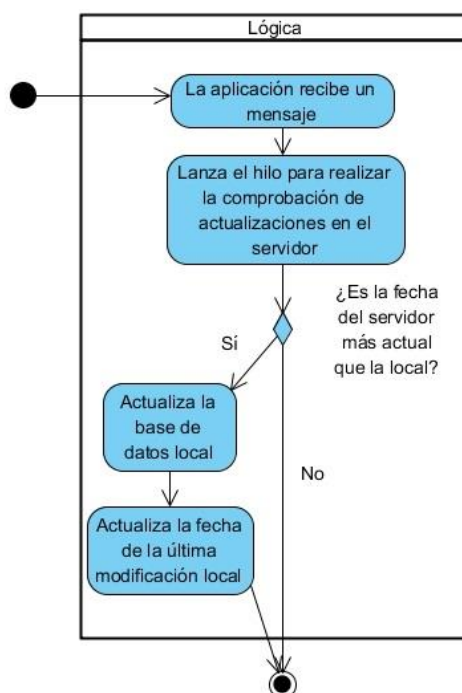 Lógica
La aplicación recibe un
mensaje
Lanza el hilo para realizar
la comprobación de
actualizaciones en el
servidor
¿Es la fecha
del servidor
más actual
que la local?
Sí
Actualiza la
base de
datos local
No
Actualiza la fecha
de la última
modificación local